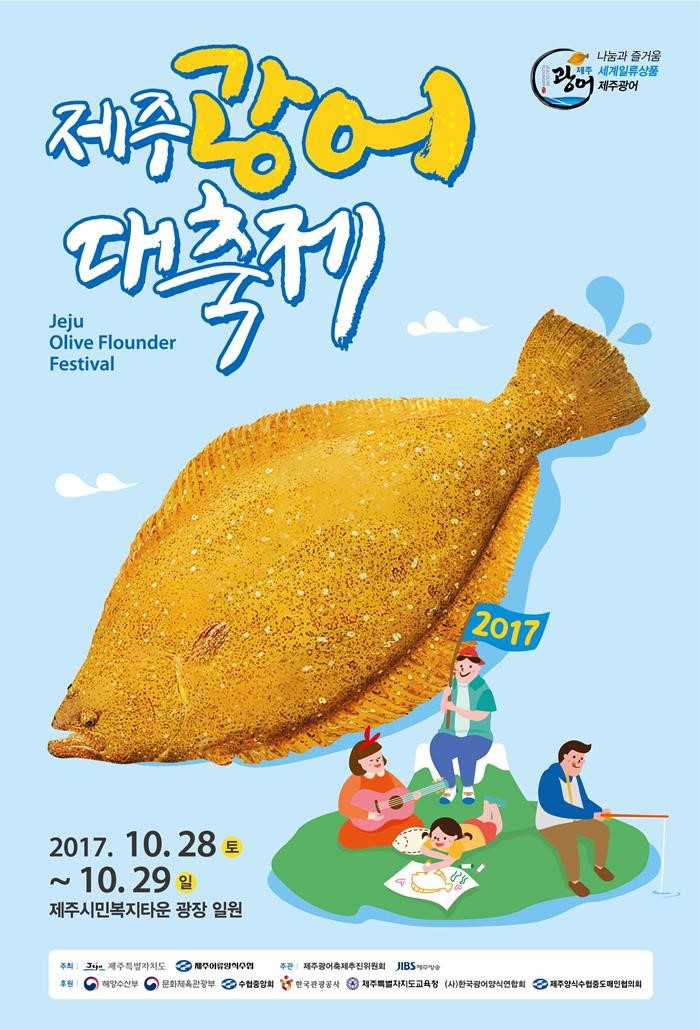 제주광어
대축제
Jeju
Olive Flounder
Festival
제주
광어
나눔과 즐거움
세계일류상품
제주광어
2017
2017. 10. 28 토
~ 10. 29 일
제주시민복지타운 광장 일원
주최 | Jeju 제주특별자치도 제주어류양식수협 주관 | 제주광어축제추진위원회 JIBS 제주방송
후원 | 해양수산부 문화체육관광부 수협중앙회 한국관광공사 제주특별자치도교육청 (사)한국광어양식연합회 제주양식수협중도매인협의회